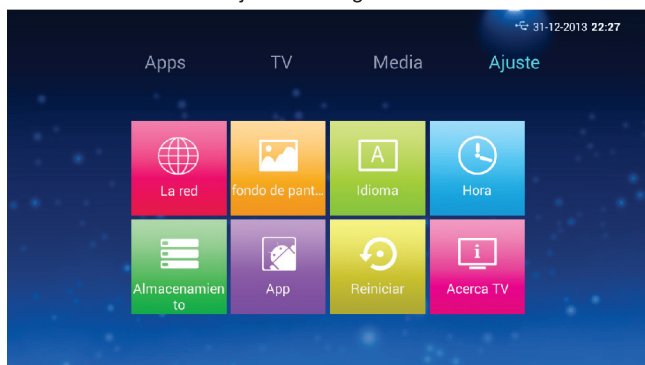 31-12-2013 22:27
Apps TV Media Ajuste
La red
fondo de pant...
Idioma
Hora
Almacenamien
to
App
Reiniciar
Acerca TV